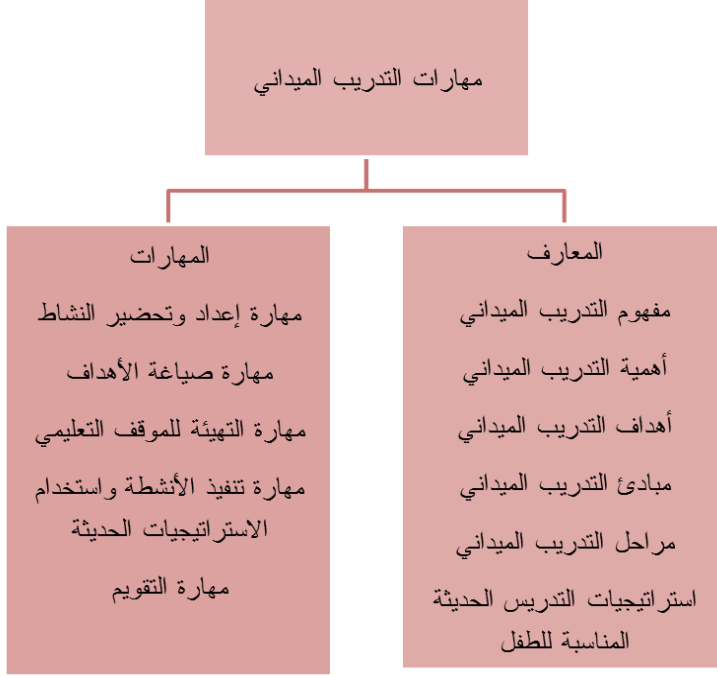 مهارات التدريب الميداني
المعارف
مفهوم التدريب الميداني
أهمية التدريب الميداني
أهداف التدريب الميداني
مبادئ التدريب الميداني
مراحل التدريب الميداني
استراتيجيات التدريس الحديثة
المناسبة للطفل
المهارات
مهارة إعداد وتحضير النشاط
مهارة صياغة الأهداف
مهارة التهيئة للموقف التعليمي
مهارة تنفيذ الأنشطة واستخدام
الاستراتيجيات الحديثة
مهارة التقويم